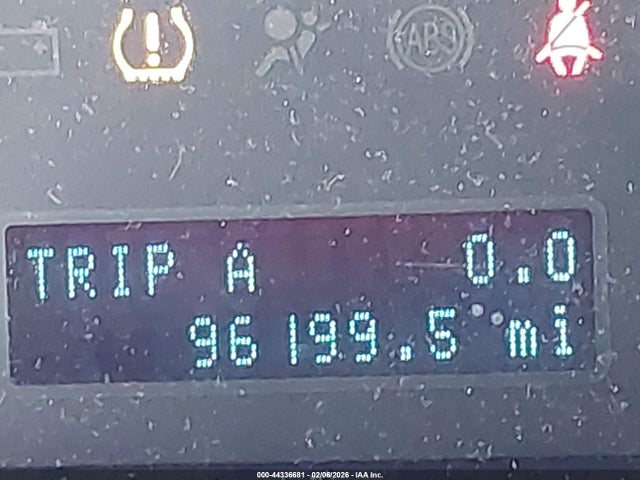 ABS
TRIP A 0.0
96199.5 mi
000-44336681 - 02/06/2026 - IAA Inc.